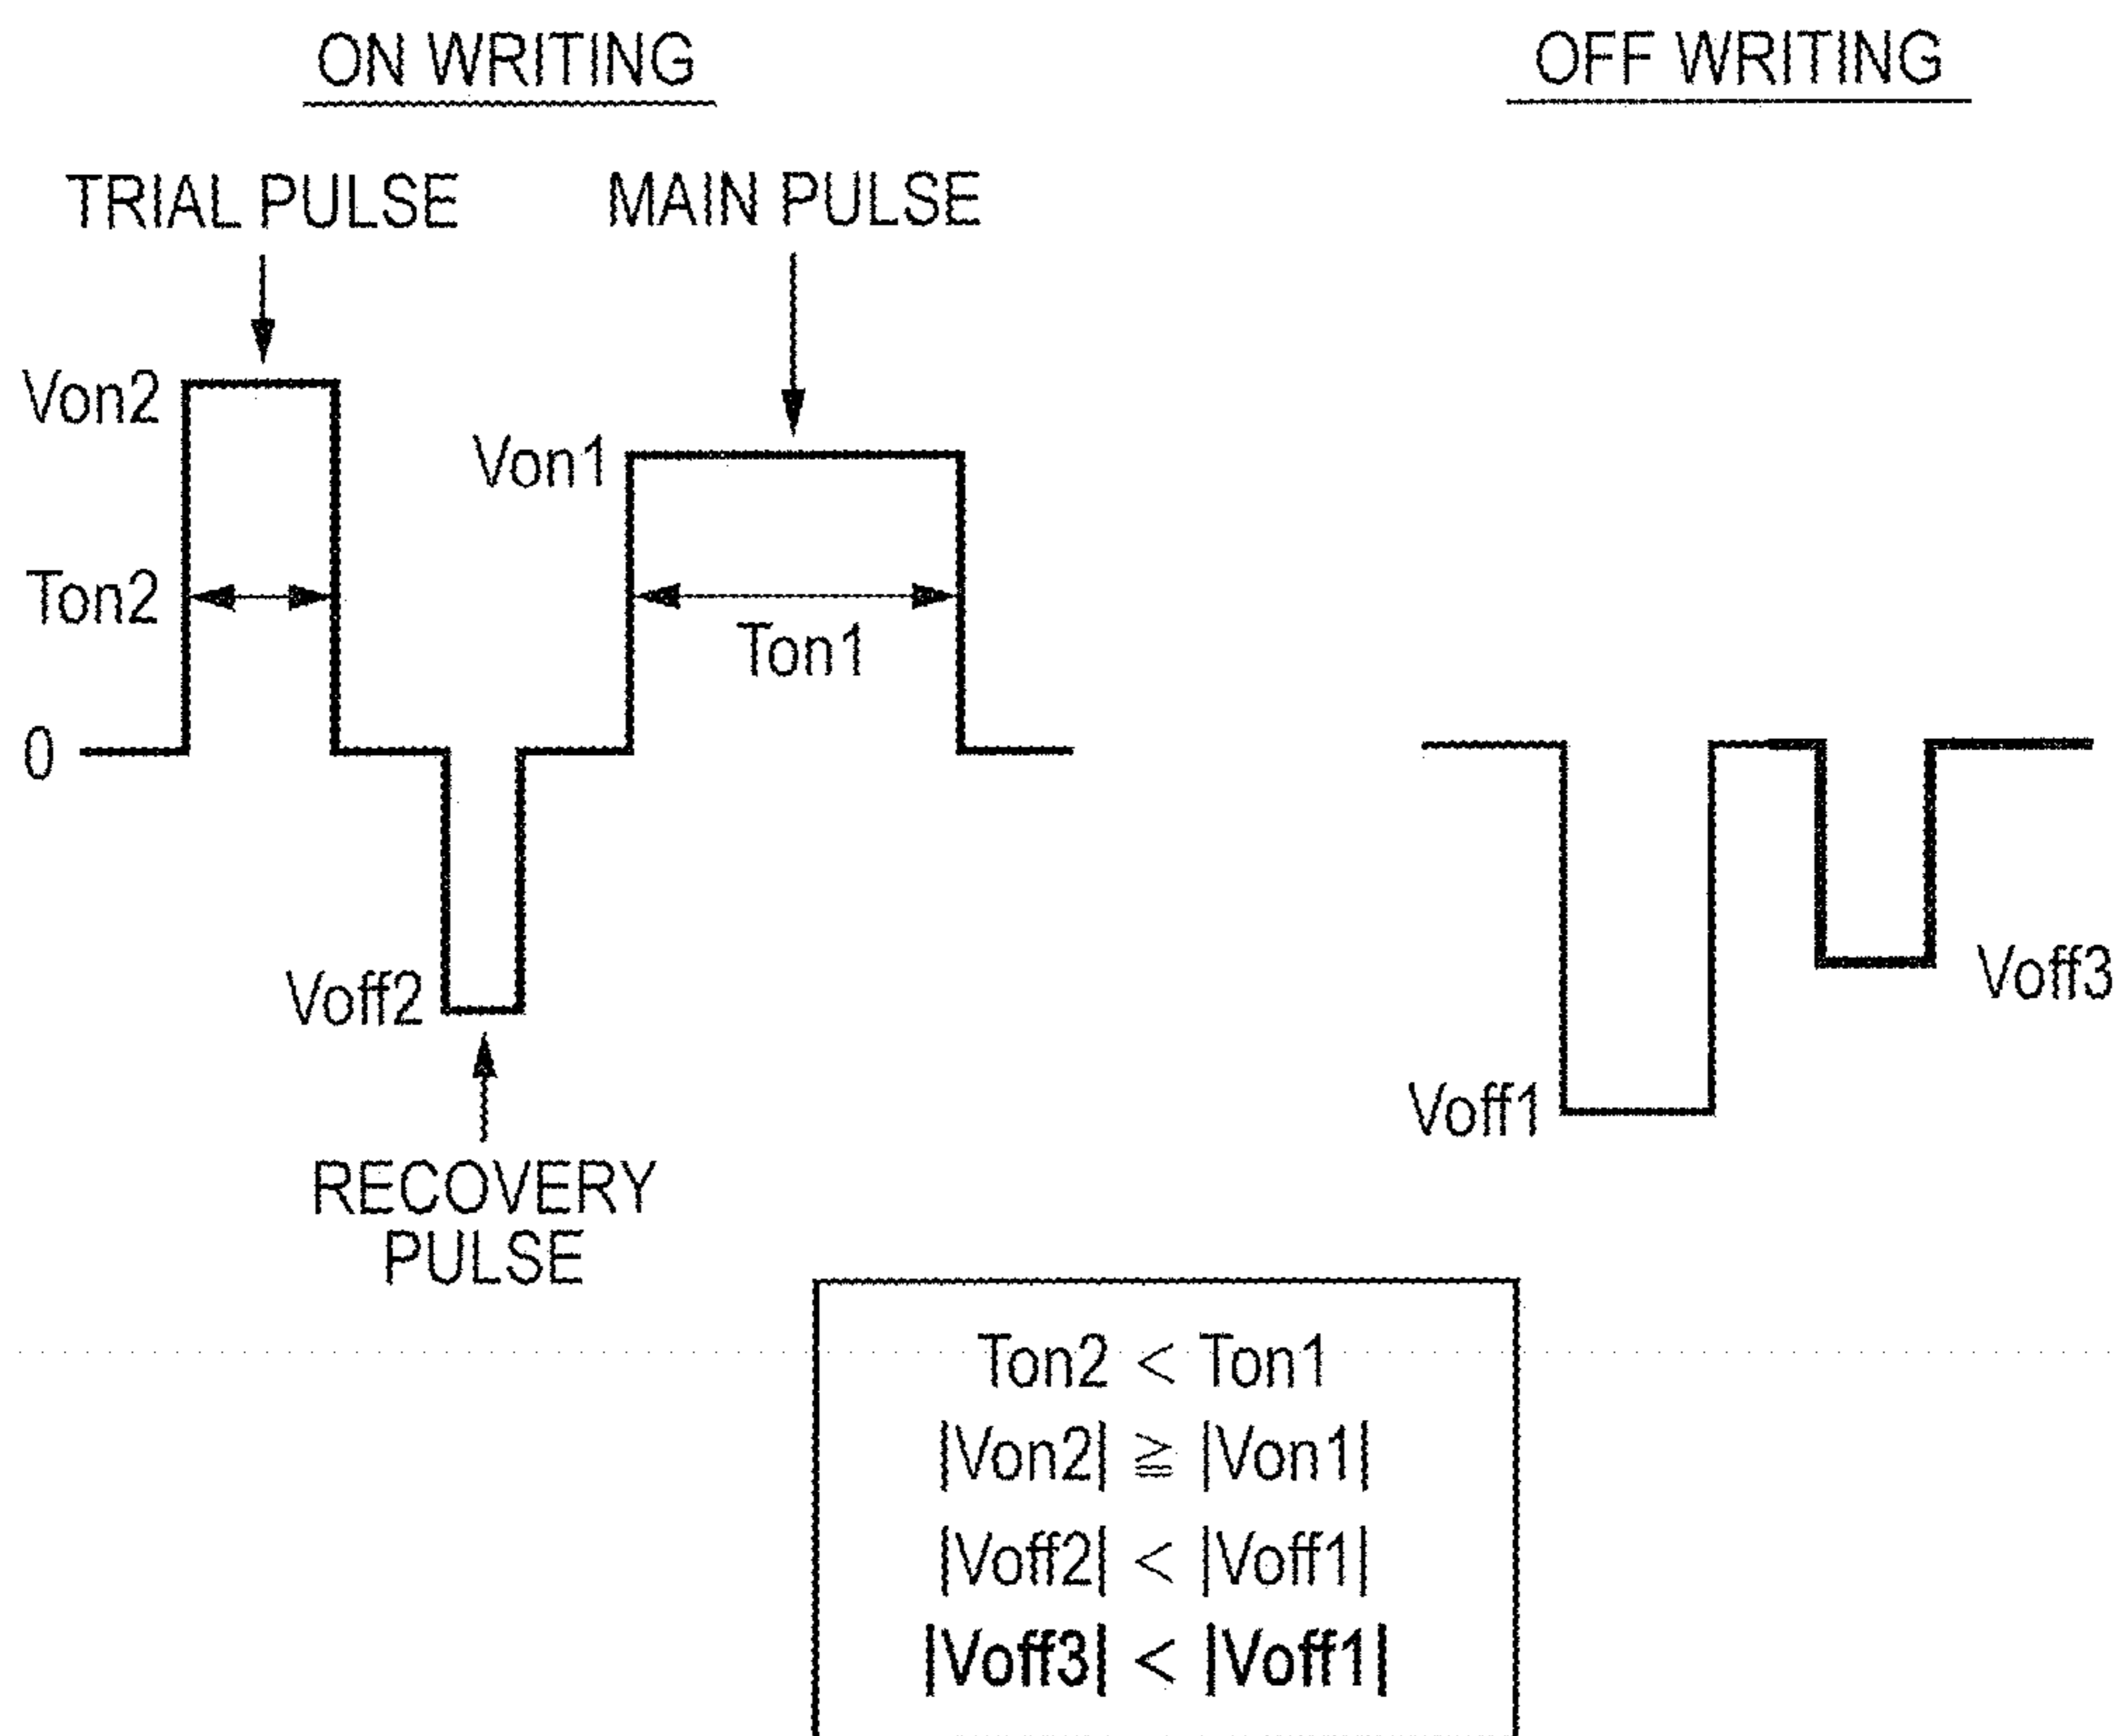 ON WRITING
OFF WRITING
TRIAL PULSE
MAIN PULSE
Von2
Von1
Ton2
Ton1
0
Voff2
Voff3
Voff1
RECOVERY
PULSE
Ton2 < Ton1
|Von2| ≧ |Von1|
|Voff2| < |Voff1|
|Voff3| < |Voff1|